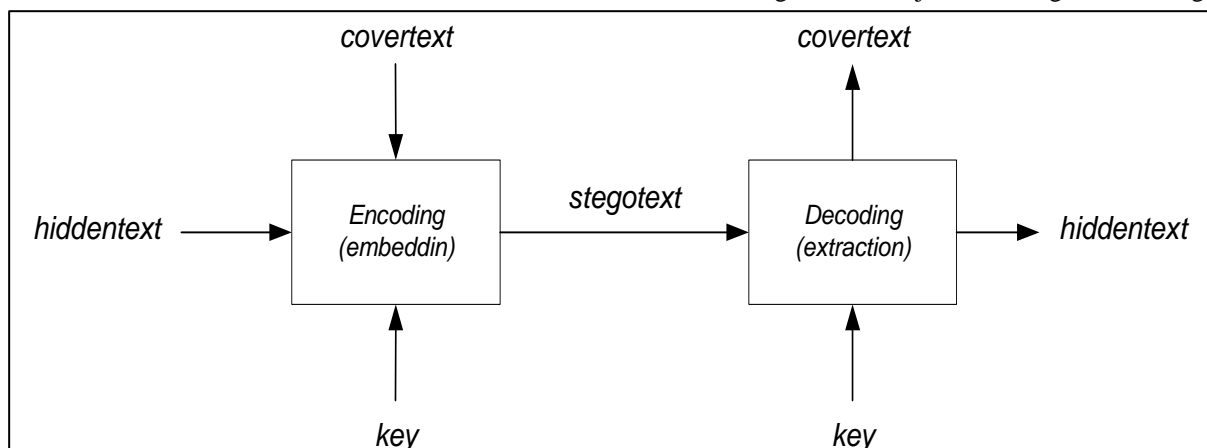 covertext covertext
Encoding Decoding
hiddentext stegotext hiddentext
(embeddin) (extraction)
key key